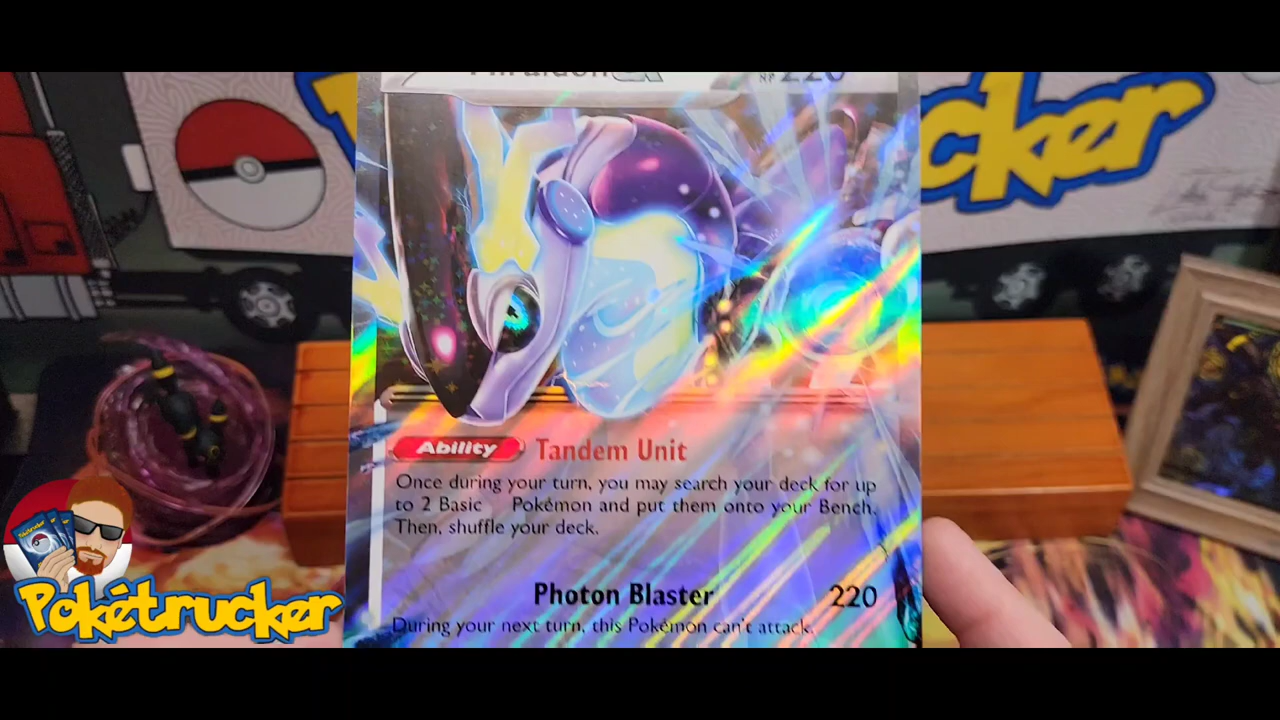 HP 220
cker
Ability Tandem Unit
Once during your turn, you may search your deck for up
to 2 Basic Pokémon and put them onto your Bench.
Then, shuffle your deck.
Photon Blaster 220
During your next turn, this Pokémon can't attack.
Pokétrucker